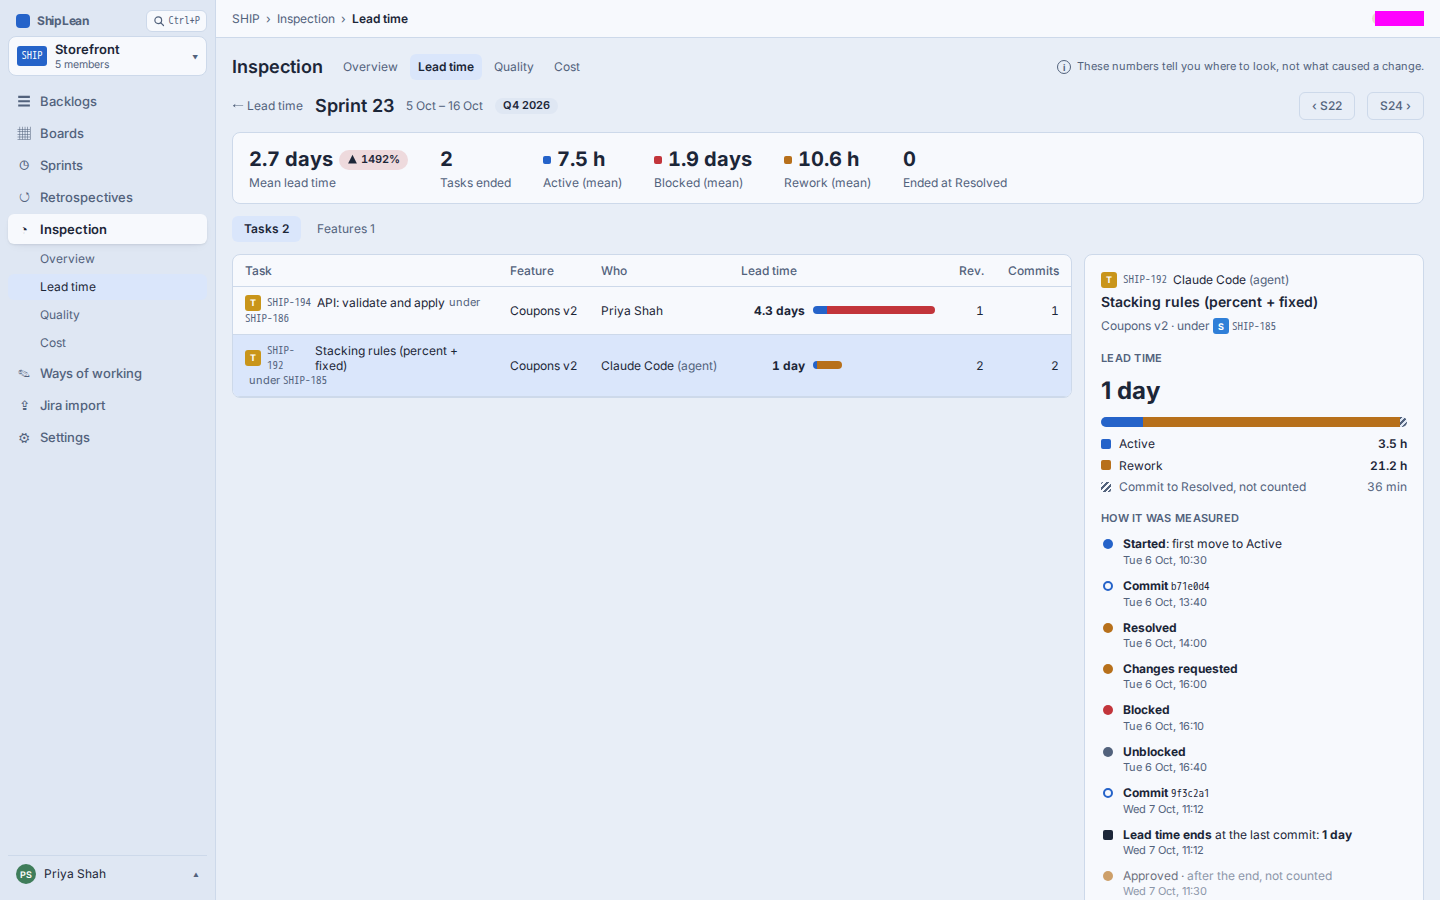 ShipLean
Ctrl+P
SHIP
Storefront
5 members
Backlogs
Boards
Sprints
Retrospectives
Inspection
Overview
Lead time
Quality
Cost
Ways of working
Jira import
Settings
PS Priya Shah
SHIP › Inspection › Lead time
Inspection Overview Lead time Quality Cost
These numbers tell you where to look, not what caused a change.
← Lead time Sprint 23 5 Oct – 16 Oct Q4 2026
‹ S22 S24 ›
2.7 days ▲ 1492% 2 7.5 h 1.9 days 10.6 h 0
Mean lead time Tasks ended Active (mean) Blocked (mean) Rework (mean) Ended at Resolved
Tasks 2 Features 1
Task Feature Who Lead time Rev. Commits
T SHIP-194 API: validate and apply under
SHIP-186
Coupons v2 Priya Shah 4.3 days 1 1
T SHIP-
192
Stacking rules (percent +
fixed)
under SHIP-185
Coupons v2 Claude Code (agent) 1 day 2 2
T SHIP-192 Claude Code (agent)
Stacking rules (percent + fixed)
Coupons v2 · under S SHIP-185
LEAD TIME
1 day
Active 3.5 h
Rework 21.2 h
Commit to Resolved, not counted 36 min
HOW IT WAS MEASURED
Started: first move to Active
Tue 6 Oct, 10:30
Commit b71e0d4
Tue 6 Oct, 13:40
Resolved
Tue 6 Oct, 14:00
Changes requested
Tue 6 Oct, 16:00
Blocked
Tue 6 Oct, 16:10
Unblocked
Tue 6 Oct, 16:40
Commit 9f3c2a1
Wed 7 Oct, 11:12
Lead time ends at the last commit: 1 day
Wed 7 Oct, 11:12
Approved · after the end, not counted
Wed 7 Oct, 11:30